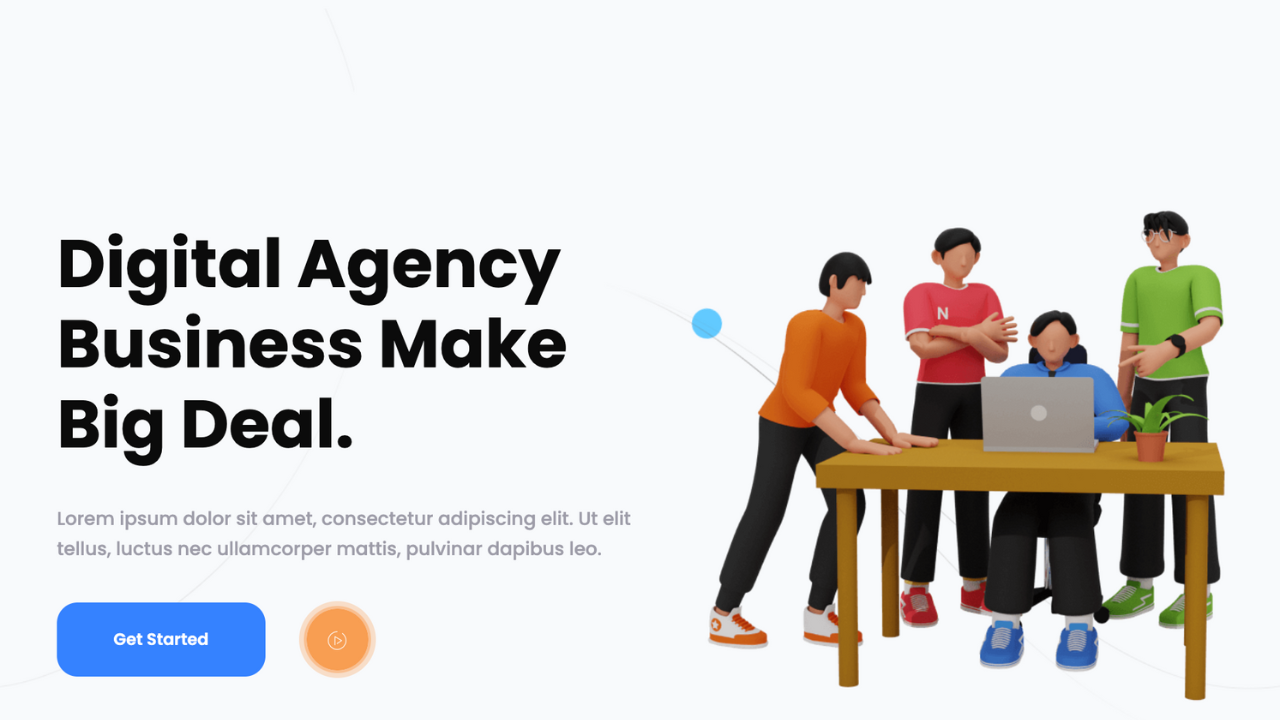 Digital Agency
Business Make
Big Deal.
Lorem ipsum dolor sit amet, consectetur adipiscing elit. Ut elit
tellus, luctus nec ullamcorper mattis, pulvinar dapibus leo.
Get Started
N